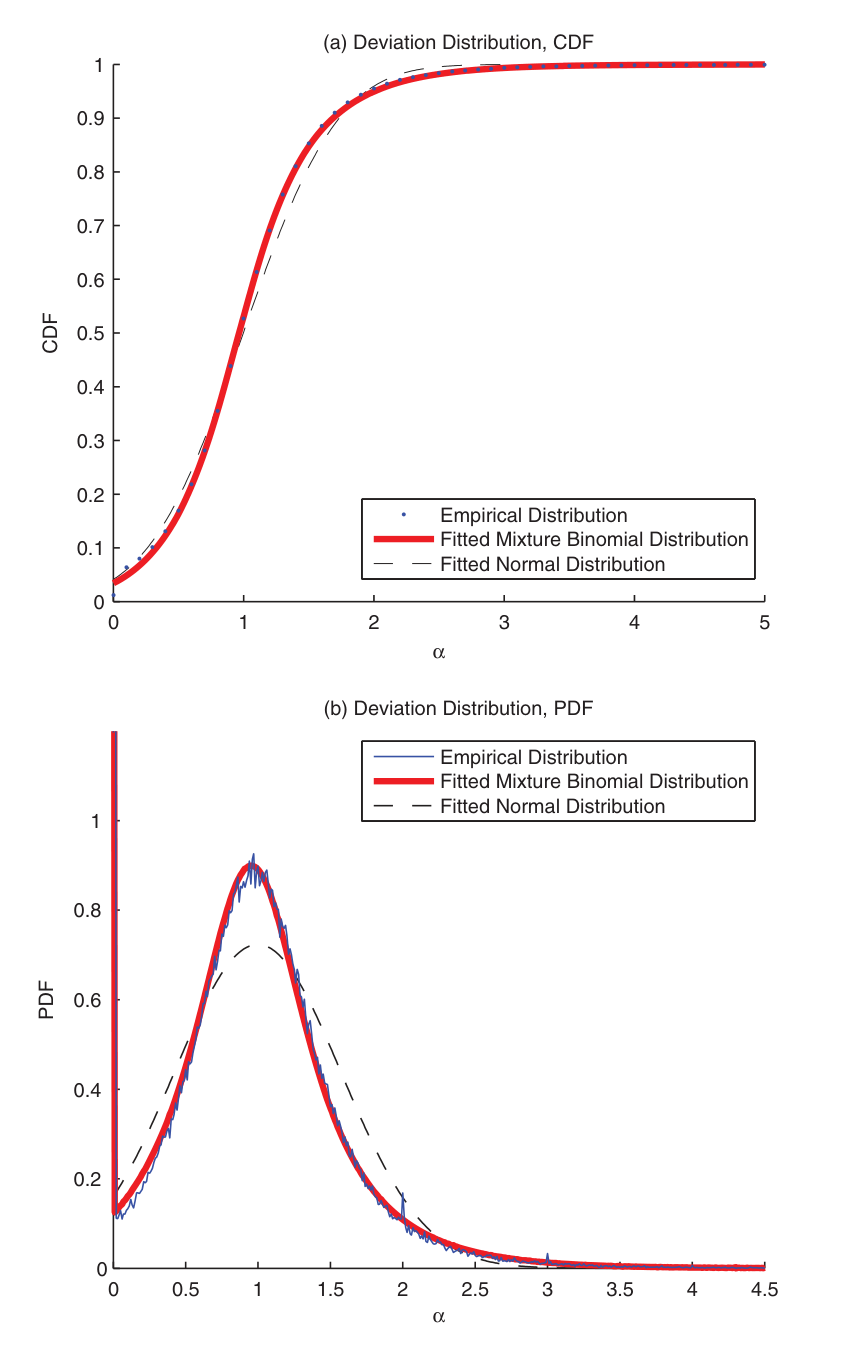 (a) Deviation Distribution, CDF
1
0.9
0.8
0.7
0.6
0.5
0.4
0.3
0.2
0.1
0
CDF
Empirical Distribution
Fitted Mixture Binomial Distribution
Fitted Normal Distribution
0 1 2 3 4 5
α
(b) Deviation Distribution, PDF
Empirical Distribution
Fitted Mixture Binomial Distribution
Fitted Normal Distribution
1
0.8
0.6
0.4
0.2
0
PDF
0 0.5 1 1.5 2 2.5 3 3.5 4 4.5
α